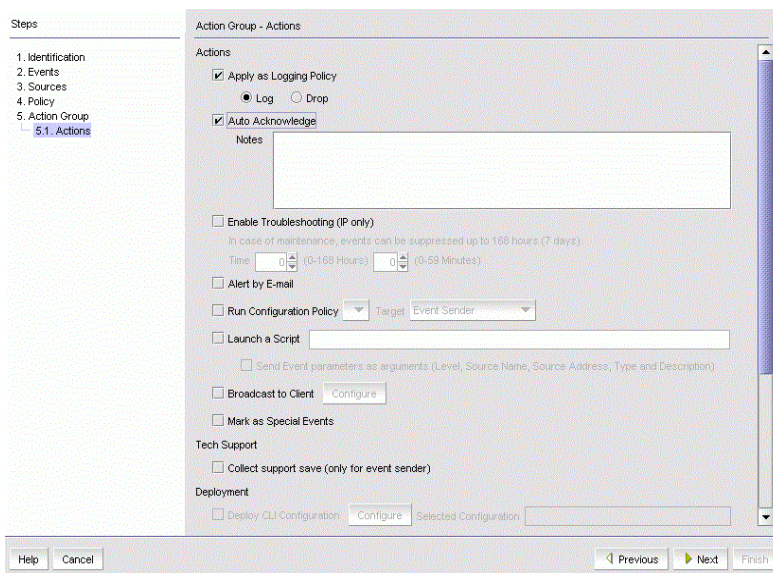 Steps
1. Identification
2. Events
3. Sources
4. Policy
5. Action Group
5.1. Actions
Action Group - Actions
Actions
Apply as Logging Policy
Log Drop
Auto Acknowledge
Notes
Enable Troubleshooting (IP only)
In case of maintenance, events can be suppressed up to 168 hours (7 days).
Time 0 (0-168 Hours) 0 (0-59 Minutes)
Alert by E-mail
Run Configuration Policy Target Event Sender
Launch a Script
Send Event parameters as arguments (Level, Source Name, Source Address, Type and Description)
Broadcast to Client Configure
Mark as Special Events
Tech Support
Collect support save (only for event sender)
Deployment
Deploy CLI Configuration Configure Selected Configuration
Help Cancel Previous Next Finish